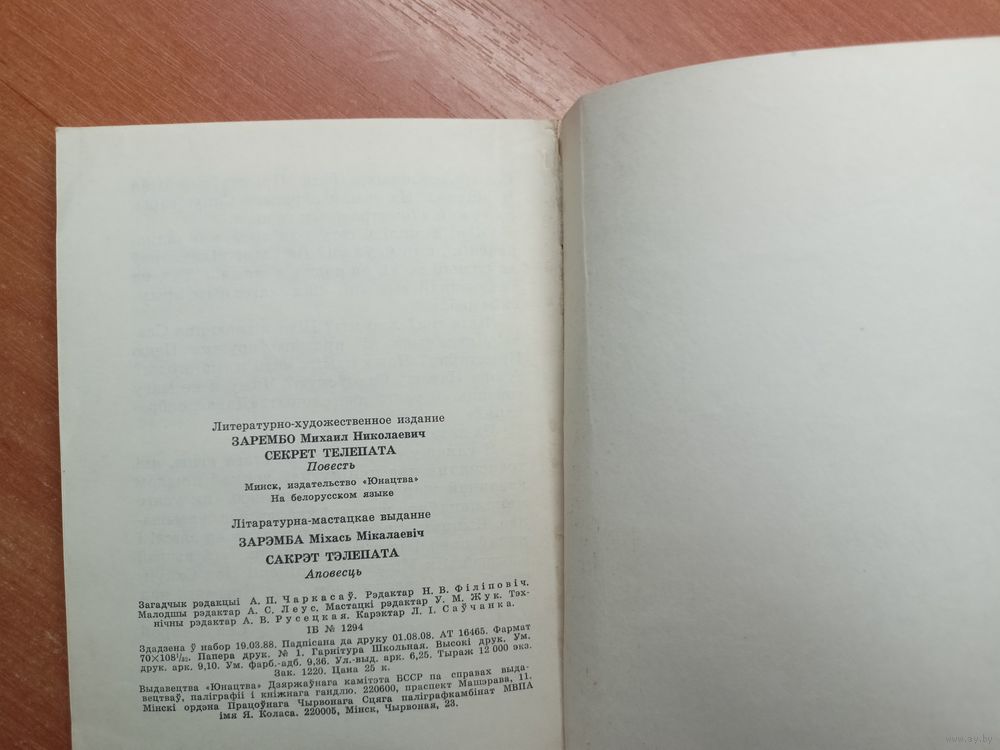 Литературно-художественное издание
ЗАРЕМБО Михаил Николаевич
СЕКРЕТ ТЕЛЕПАТА
Повесть
Минск, издательство «Юнацтва»
На белорусском языке
Літаратурна-мастацкае выданне
ЗАРЭМБА Міхась Мікалаевіч
САКРЭТ ТЭЛЕПАТА
Аповесць
Загадчык рэдакцыі А. П. Чаркасаў. Рэдактар Н. В. Філіповіч.
Малодшы рэдактар А. С. Леус. Мастацкі рэдактар У. М. Жук. Тэх-
нічны рэдактар А. В. Русецкая. Карэктар Л. І. Саўчанка.
ІБ № 1294
Здадзена ў набор 19.03.88. Падпісана да друку 01.08.08. АТ 16465. Фармат
70×108¹/₃₂. Папера друк. № 1. Гарнітура Школьная. Высокі друк. Ум.
друк. арк. 9,10. Ум. фарб.-адб. 9,36. Ул.-выд. арк. 6,25. Тыраж 12 000 экз.
Зак. 1220. Цана 25 к.
Выдавецтва «Юнацтва» Дзяржаўнага камітэта БССР па справах выда-
вецтваў, паліграфіі і кніжнага гандлю. 220600, праспект Машэрава, 11.
Мінскі ордэна Працоўнага Чырвонага Сцяга паліграфкамбінат МВПА
імя Я. Коласа. 220005, Мінск, Чырвоная, 23.
www.ay.by